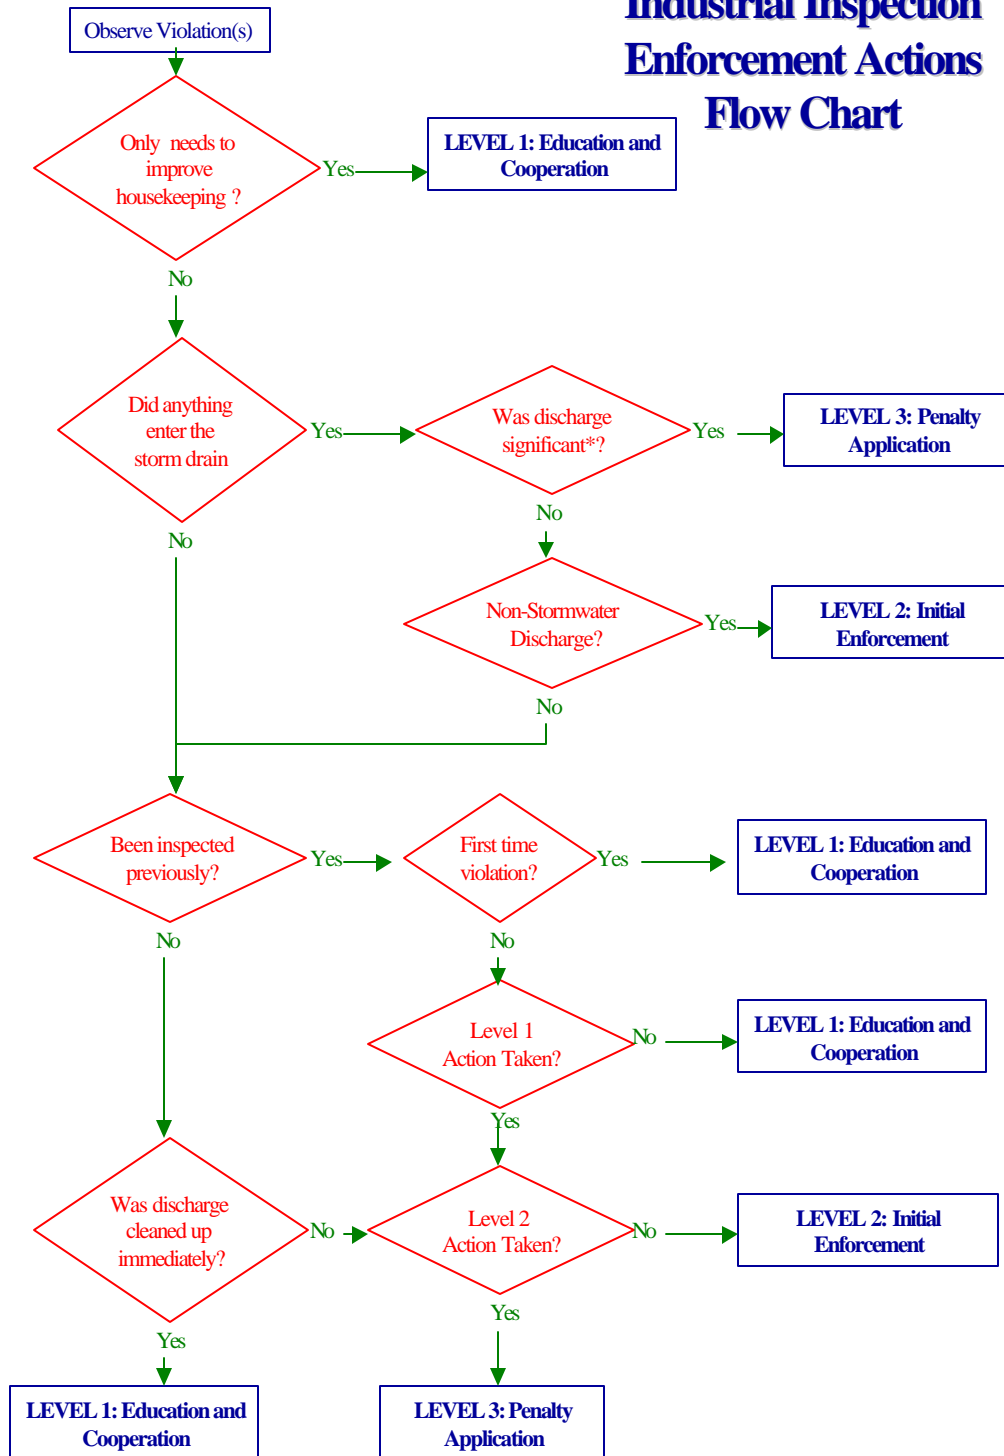 Industrial Inspection
Enforcement Actions
Flow Chart
Observe Violation(s)
Only needs to
improve
housekeeping ?
Yes
LEVEL 1: Education and
Cooperation
No
Did anything
enter the
storm drain
Yes
Was discharge
significant*?
Yes
LEVEL 3: Penalty
Application
No
No
Non-Stormwater
Discharge?
Yes
LEVEL 2: Initial
Enforcement
No
Been inspected
previously?
Yes
First time
violation?
Yes
LEVEL 1: Education and
Cooperation
No
No
Level 1
Action Taken?
No
LEVEL 1: Education and
Cooperation
Yes
Was discharge
cleaned up
immediately?
No
Level 2
Action Taken?
No
LEVEL 2: Initial
Enforcement
Yes
Yes
LEVEL 1: Education and
Cooperation
LEVEL 3: Penalty
Application